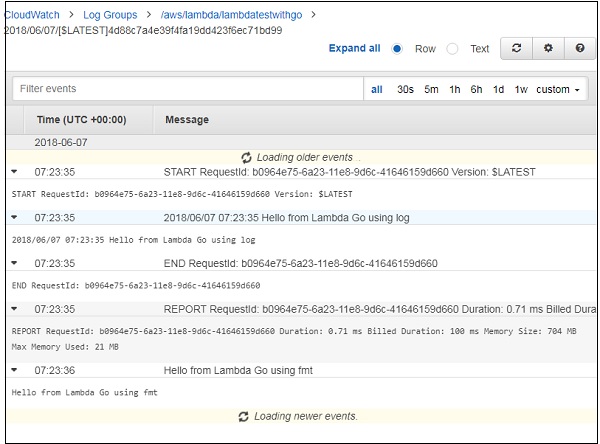 CloudWatch > Log Groups > /aws/lambda/lambdatestwithgo >
2018/06/07/[$LATEST]4d88c7a4e39f4fa19dd423f6ec71bd99
Expand all Row Text
Filter events all 30s 5m 1h 6h 1d 1w custom
Time (UTC +00:00) Message
2018-06-07
Loading older events ..
07:23:35 START RequestId: b0964e75-6a23-11e8-9d6c-41646159d660 Version: $LATEST
START RequestId: b0964e75-6a23-11e8-9d6c-41646159d660 Version: $LATEST
07:23:35 2018/06/07 07:23:35 Hello from Lambda Go using log
2018/06/07 07:23:35 Hello from Lambda Go using log
07:23:35 END RequestId: b0964e75-6a23-11e8-9d6c-41646159d660
END RequestId: b0964e75-6a23-11e8-9d6c-41646159d660
07:23:35 REPORT RequestId: b0964e75-6a23-11e8-9d6c-41646159d660 Duration: 0.71 ms Billed Dura
REPORT RequestId: b0964e75-6a23-11e8-9d6c-41646159d660 Duration: 0.71 ms Billed Duration: 100 ms Memory Size: 704 MB
Max Memory Used: 21 MB
07:23:36 Hello from Lambda Go using fmt
Hello from Lambda Go using fmt
Loading newer events.